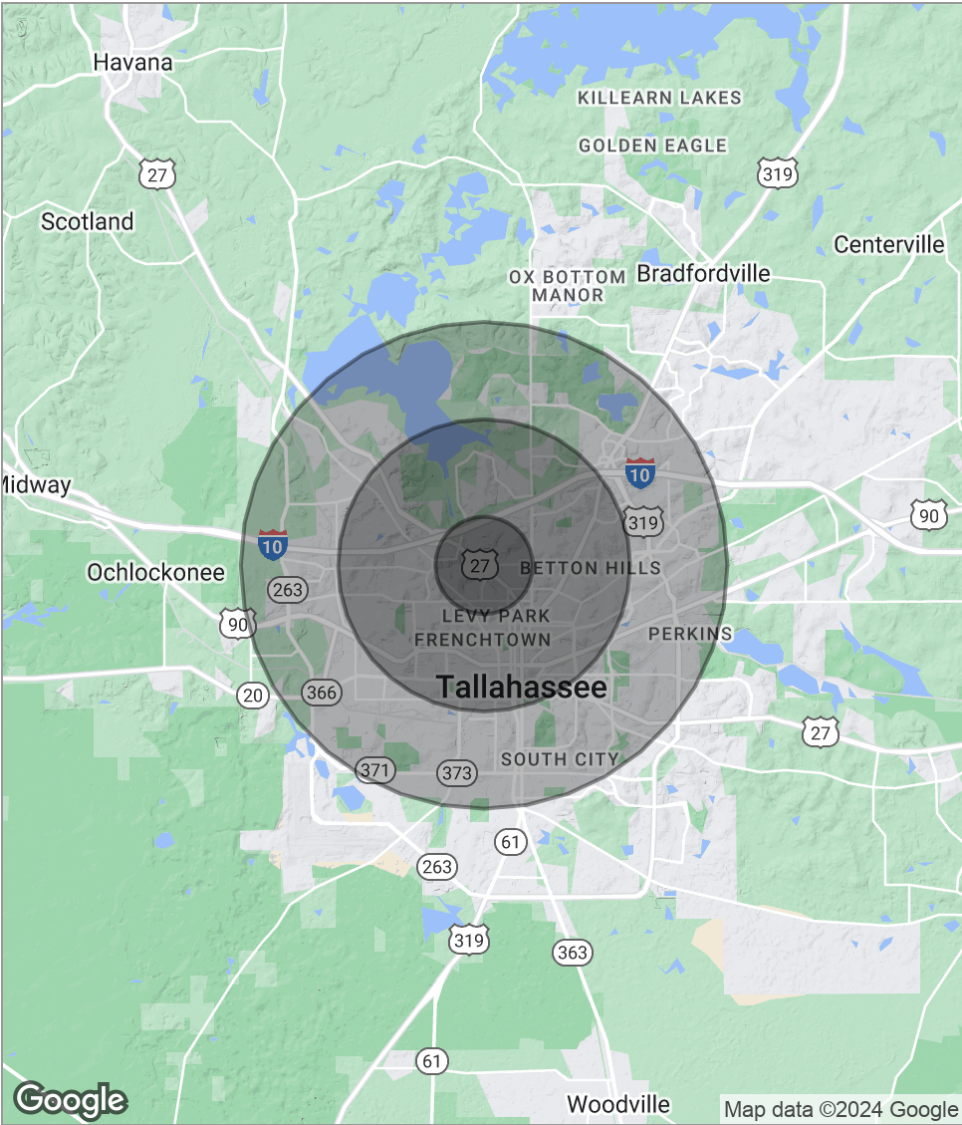 Havana
KILLEARN LAKES
GOLDEN EAGLE
27
319
Scotland
Centerville
OX BOTTOM
MANOR
Bradfordville
10
Midway
319
90
10
27
BETTON HILLS
Ochlockonee
263
LEVY PARK
90
FRENCHTOWN
PERKINS
Tallahassee
20
366
27
SOUTH CITY
371
373
61
263
319
363
61
Google
Woodville
Map data ©2024 Google